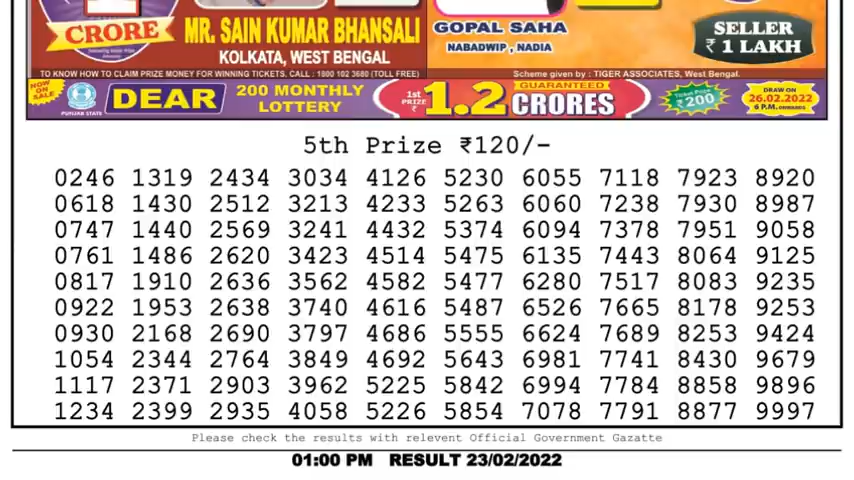 CRORE
MR. SAIN KUMAR BHANSALI
KOLKATA, WEST BENGAL
GOPAL SAHA
NABADWIP , NADIA
SELLER
₹ 1 LAKH
TO KNOW HOW TO CLAIM PRIZE MONEY FOR WINNING TICKETS, CALL : 1800 102 3680 (TOLL FREE)
Scheme given by : TIGER ASSOCIATES, West Bengal.
NOW ON SALE
PUNJAB STATE
DEAR
200 MONTHLY
LOTTERY
1st PRIZE ₹
1.2
GUARANTEED
CRORES
Ticket Price
₹200
DRAW ON
26.02.2022
6 P.M. ONWARDS
5th Prize ₹120/-
0246 1319 2434 3034 4126 5230 6055 7118 7923 8920
0618 1430 2512 3213 4233 5263 6060 7238 7930 8987
0747 1440 2569 3241 4432 5374 6094 7378 7951 9058
0761 1486 2620 3423 4514 5475 6135 7443 8064 9125
0817 1910 2636 3562 4582 5477 6280 7517 8083 9235
0922 1953 2638 3740 4616 5487 6526 7665 8178 9253
0930 2168 2690 3797 4686 5555 6624 7689 8253 9424
1054 2344 2764 3849 4692 5643 6981 7741 8430 9679
1117 2371 2903 3962 5225 5842 6994 7784 8858 9896
1234 2399 2935 4058 5226 5854 7078 7791 8877 9997
Please check the results with relevent Official Government Gazatte
01:00 PM RESULT 23/02/2022